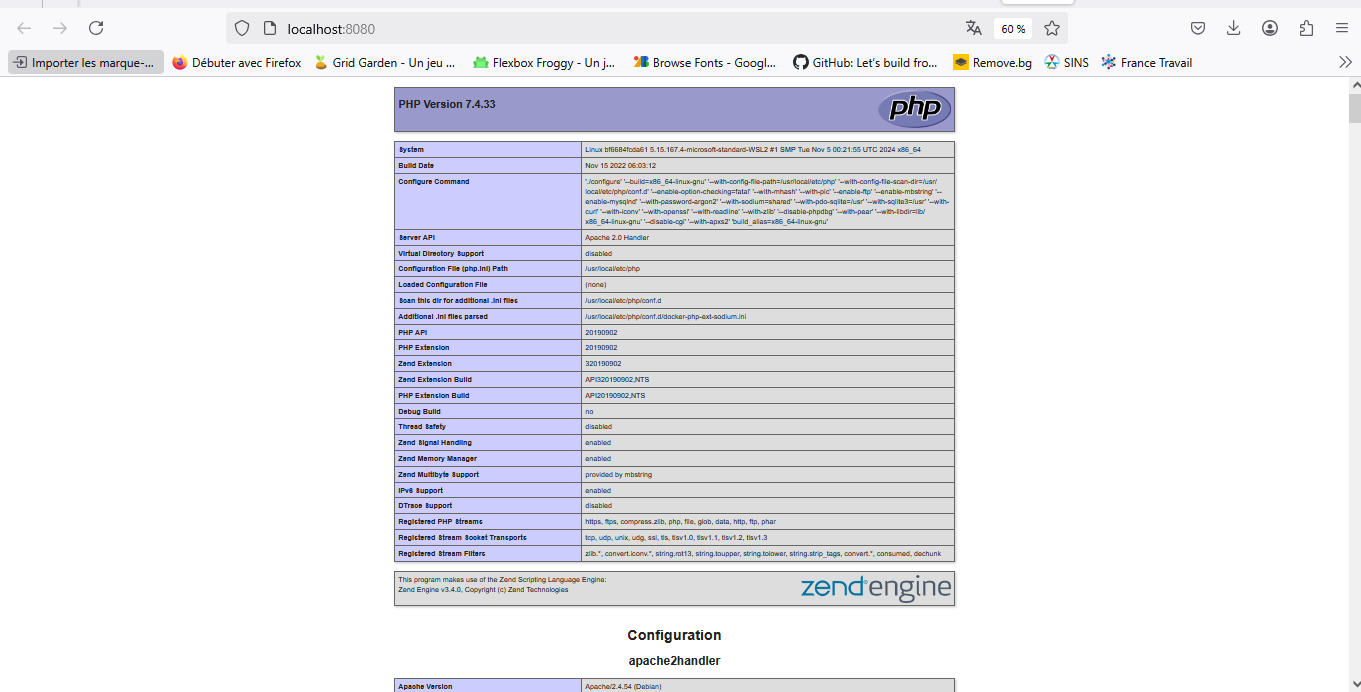 localhost:8080
60 %
Importer les marque-...
Débuter avec Firefox
Grid Garden - Un jeu ...
Flexbox Froggy - Un j...
Browse Fonts - Googl...
GitHub: Let's build fro...
Remove.bg
SINS
France Travail
PHP Version 7.4.33
php
System Linux bf6684fcda61 5.15.167.4-microsoft-standard-WSL2 #1 SMP Tue Nov 5 00:21:55 UTC 2024 x86_64
Build Date Nov 15 2022 06:03:12
Configure Command './configure' '--build=x86_64-linux-gnu' '--with-config-file-path=/usr/local/etc/php' '--with-config-file-scan-dir=/usr/
local/etc/php/conf.d' '--enable-option-checking=fatal' '--with-mhash' '--with-pic' '--enable-ftp' '--enable-mbstring' '--
enable-mysqlnd' '--with-password-argon2' '--with-sodium=shared' '--with-pdo-sqlite=/usr' '--with-sqlite3=/usr' '--with-
curl' '--with-iconv' '--with-openssl' '--with-readline' '--with-zlib' '--disable-phpdbg' '--with-pear' '--with-libdir=lib/
x86_64-linux-gnu' '--disable-cgi' '--with-apxs2' 'build_alias=x86_64-linux-gnu'
Server API Apache 2.0 Handler
Virtual Directory Support disabled
Configuration File (php.ini) Path /usr/local/etc/php
Loaded Configuration File (none)
Scan this dir for additional .ini files /usr/local/etc/php/conf.d
Additional .ini files parsed /usr/local/etc/php/conf.d/docker-php-ext-sodium.ini
PHP API 20190902
PHP Extension 20190902
Zend Extension 320190902
Zend Extension Build API320190902,NTS
PHP Extension Build API20190902,NTS
Debug Build no
Thread Safety disabled
Zend Signal Handling enabled
Zend Memory Manager enabled
Zend Multibyte Support provided by mbstring
IPv6 Support enabled
DTrace Support disabled
Registered PHP Streams https, ftps, compress.zlib, php, file, glob, data, http, ftp, phar
Registered Stream Socket Transports tcp, udp, unix, udg, ssl, tls, tlsv1.0, tlsv1.1, tlsv1.2, tlsv1.3
Registered Stream Filters zlib.*, convert.iconv.*, string.rot13, string.toupper, string.tolower, string.strip_tags, convert.*, consumed, dechunk
This program makes use of the Zend Scripting Language Engine:
Zend Engine v3.4.0, Copyright (c) Zend Technologies
zend engine
Configuration
apache2handler
Apache Version Apache/2.4.54 (Debian)